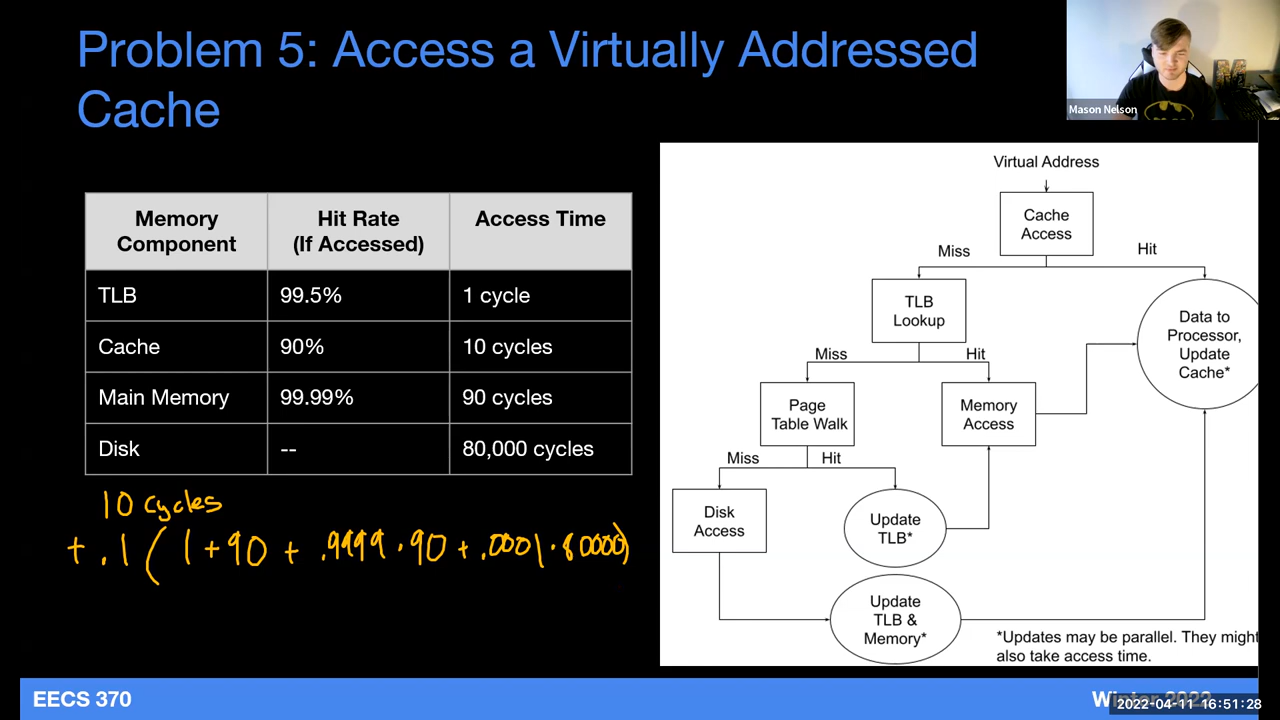 Problem 5: Access a Virtually Addressed
Cache
Mason Nelson
Memory Component
Hit Rate (If Accessed)
Access Time
TLB
99.5%
1 cycle
Cache
90%
10 cycles
Main Memory
99.99%
90 cycles
Disk
--
80,000 cycles
10 cycles
+ .1 ( 1 + 90 + .9999 · 90 + .0001 · 80000)
Virtual Address
Cache
Access
Miss
Hit
TLB
Lookup
Data to
Processor,
Update
Cache*
Miss
Hit
Page
Table Walk
Memory
Access
Miss
Hit
Disk
Access
Update
TLB*
Update
TLB &
Memory*
*Updates may be parallel. They might
also take access time.
EECS 370
Winter 2022
2022-04-11 16:51:28